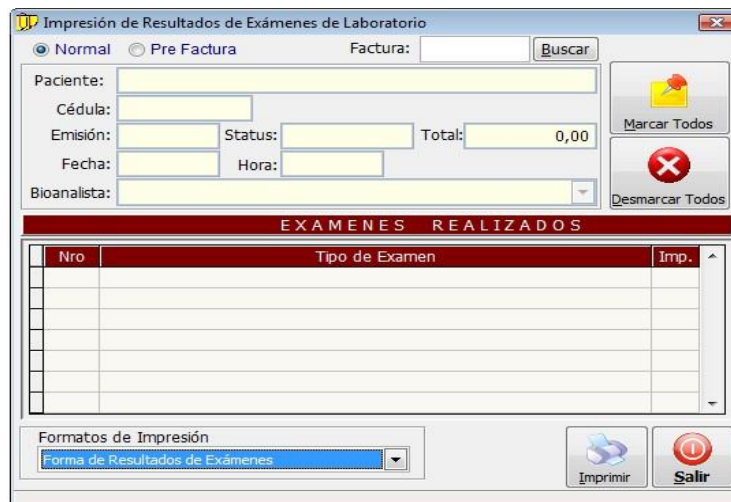 Impresión de Resultados de Exámenes de Laboratorio
Normal Pre Factura Factura: Buscar
Paciente:
Cédula:
Emisión: Status: Total: 0,00
Fecha: Hora:
Bioanalista:
Marcar Todos
Desmarcar Todos
EXAMENES REALIZADOS
Nro Tipo de Examen Imp.
Formatos de Impresión
Forma de Resultados de Exámenes
Imprimir Salir